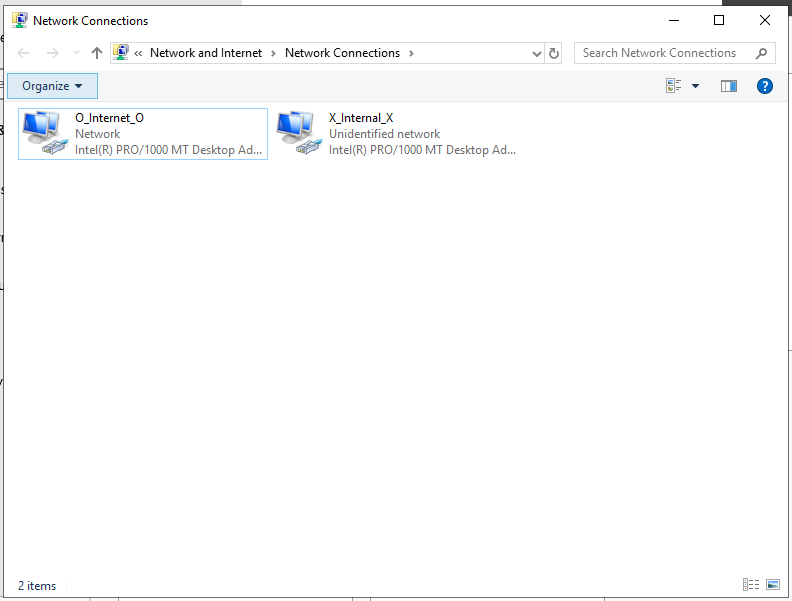 Network Connections
« Network and Internet › Network Connections ›
Search Network Connections
Organize
?
O_Internet_O
Network
Intel(R) PRO/1000 MT Desktop Ad...
X_Internal_X
Unidentified network
Intel(R) PRO/1000 MT Desktop Ad...
2 items